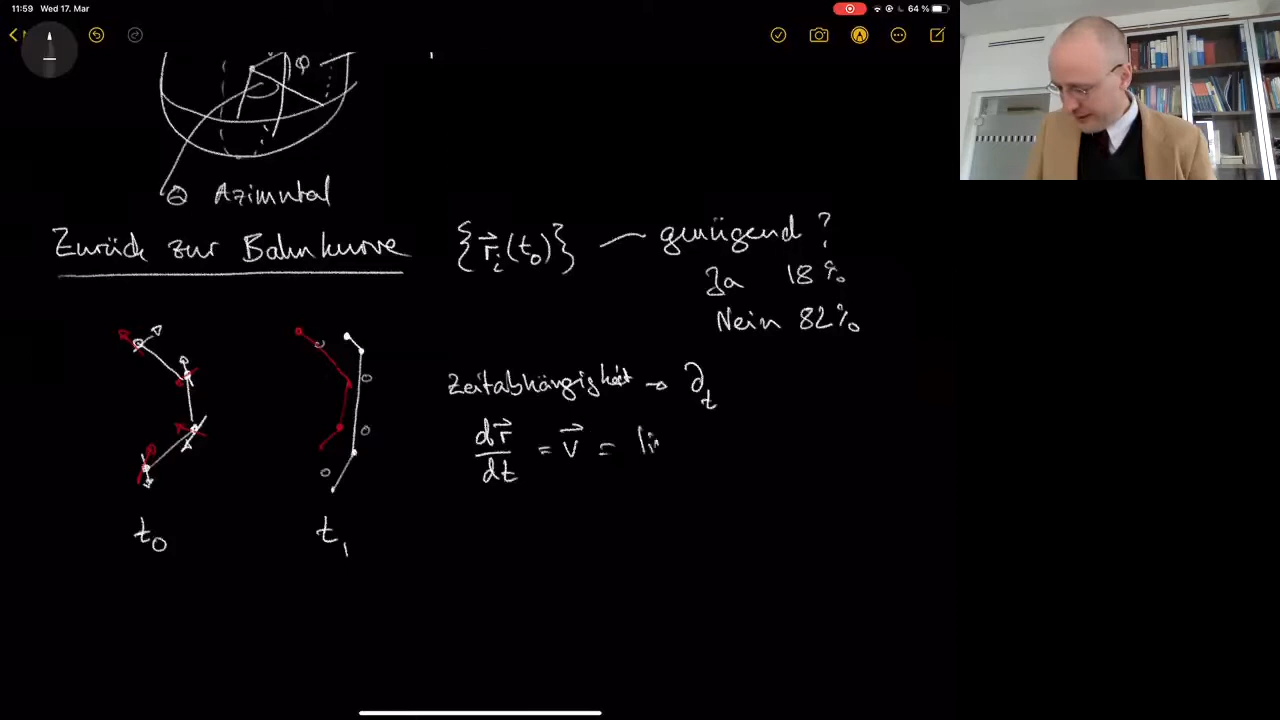 11:59 Wed 17. Mar
64 %
φ
Θ Azimutal
Zurück zur Bahnkurve {r⃗ᵢ(t₀)} — genügend?
Ja 18%
Nein 82%
Zeitabhängigkeit → ∂ₜ
dr⃗/dt = v⃗ = li
t₀ t₁